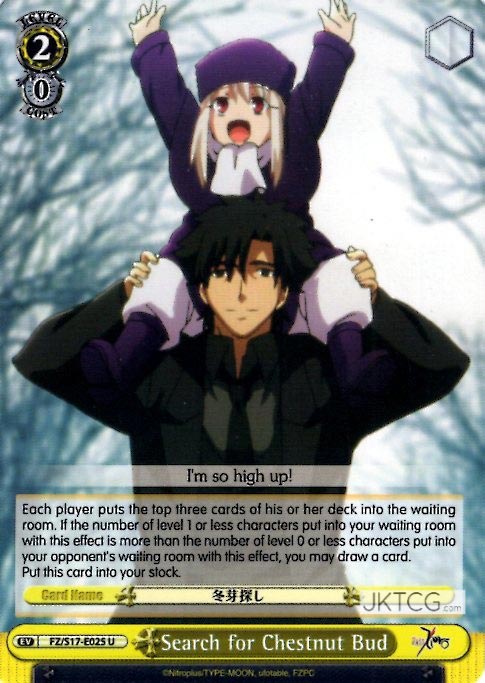 LEVEL
2
0
COST
I'm so high up!
Each player puts the top three cards of his or her deck into the waiting
room. If the number of level 1 or less characters put into your waiting room
with this effect is more than the number of level 0 or less characters put into
your opponent's waiting room with this effect, you may draw a card.
Put this card into your stock.
Card Name 冬芽探し
JKTCG.com
EV FZ/S17-E025 U Search for Chestnut Bud Fate/Zero
©Nitroplus/TYPE-MOON, ufotable, FZPC